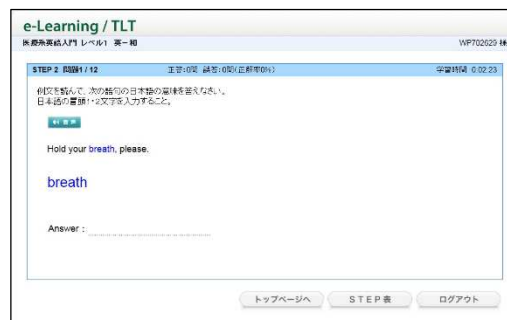 e-Learning / TLT
医療系英語入門 レベル1 英－和
WP702629 様
STEP 2 問題1 / 12
正答:0問 誤答:0問(正解率0%)
学習時間 0:02:23
例文を読んで、次の語句の日本語の意味を答えなさい。
日本語の冒頭1・2文字を入力すること。
音声
Hold your breath, please.
breath
Answer :
トップページへ
STEP表
ログアウト